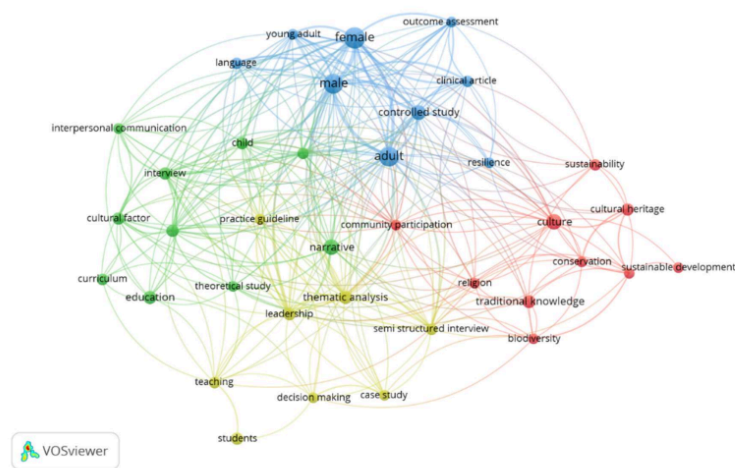 outcome assessment
young adult
female
language
male
clinical article
controlled study
interpersonal communication
child
adult
resilience
sustainability
interview
cultural factor
practice guideline
community participation
culture
cultural heritage
narrative
conservation
sustainable development
curriculum
education
theoretical study
thematic analysis
religion
traditional knowledge
leadership
semi structured interview
biodiversity
teaching
decision making
case study
students
VOSviewer